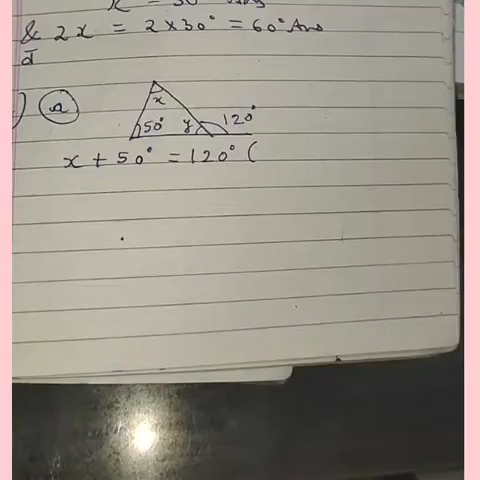 & 2x = 2 × 30° = 60° Ans
a
x
50° y 120°
x + 50° = 120° (